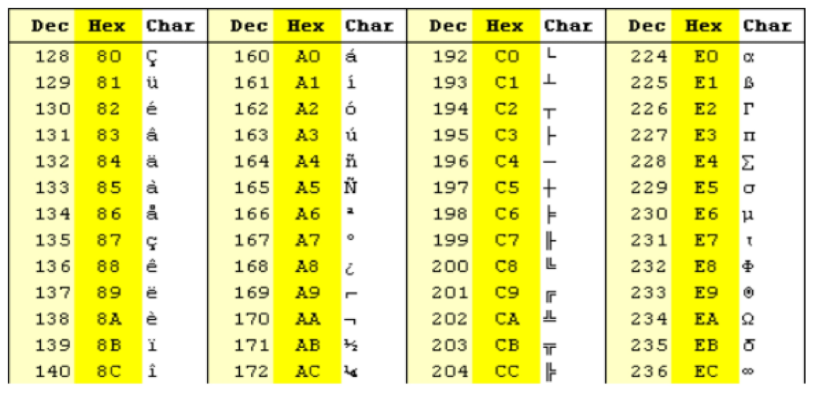 Dec Hex Char Dec Hex Char Dec Hex Char Dec Hex Char
128 80 Ç 160 A0 á 192 C0 └ 224 E0 α
129 81 ü 161 A1 í 193 C1 ┴ 225 E1 ß
130 82 é 162 A2 ó 194 C2 ┬ 226 E2 Γ
131 83 â 163 A3 ú 195 C3 ├ 227 E3 π
132 84 ä 164 A4 ñ 196 C4 ─ 228 E4 Σ
133 85 à 165 A5 Ñ 197 C5 ┼ 229 E5 σ
134 86 å 166 A6 ª 198 C6 ╞ 230 E6 µ
135 87 ç 167 A7 º 199 C7 ╟ 231 E7 τ
136 88 ê 168 A8 ¿ 200 C8 ╚ 232 E8 Φ
137 89 ë 169 A9 ⌐ 201 C9 ╔ 233 E9 Θ
138 8A è 170 AA ¬ 202 CA ╩ 234 EA Ω
139 8B ï 171 AB ½ 203 CB ╦ 235 EB δ
140 8C î 172 AC ¼ 204 CC ╠ 236 EC ∞